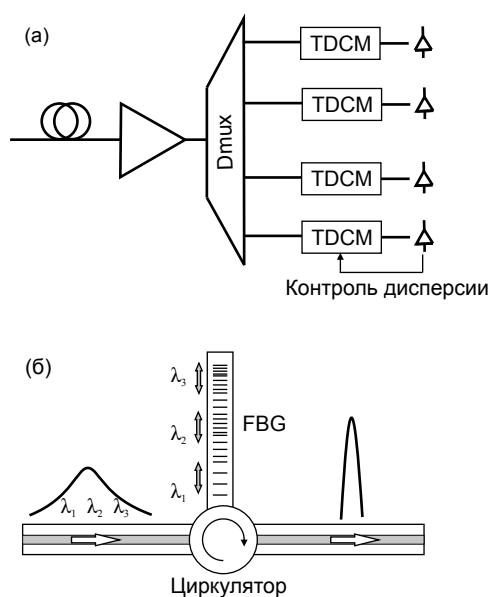 (а)
TDCM
TDCM
Dmux
TDCM
TDCM
Контроль дисперсии
(б)
λ3
FBG
λ2
λ1
λ1 λ2 λ3
Циркулятор